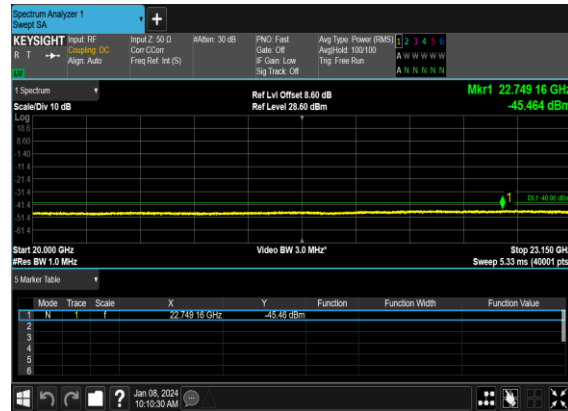 Spectrum Analyzer 1
Swept SA
KEYSIGHT Input: RF Input Z: 50 Ω #Atten: 30 dB PNO: Fast Avg Type: Power (RMS) 1 2 3 4 5 6
R T Coupling: DC Corr CCorr Gate: Off Avg|Hold: 100/100 A W W W W W
Align: Auto Freq Ref: Int (S) IF Gain: Low Trig: Free Run
LW Sig Track: Off A N N N N N
1 Spectrum Ref Lvl Offset 8.60 dB Mkr1 22.749 16 GHz
Scale/Div 10 dB Ref Level 28.60 dBm -45.464 dBm
Log
18.6
8.60
-1.40
-11.4
-21.4
-31.4 1 DL1 -40.00 dBm
-41.4
-51.4
-61.4
Start 20.000 GHz Video BW 3.0 MHz* Stop 23.150 GHz
#Res BW 1.0 MHz Sweep 5.33 ms (40001 pts)
5 Marker Table
Mode Trace Scale X Y Function Function Width Function Value
1 N 1 f 22.749 16 GHz -45.46 dBm
2
3
4
5
6
? Jan 08, 2024
10:10:30 AM